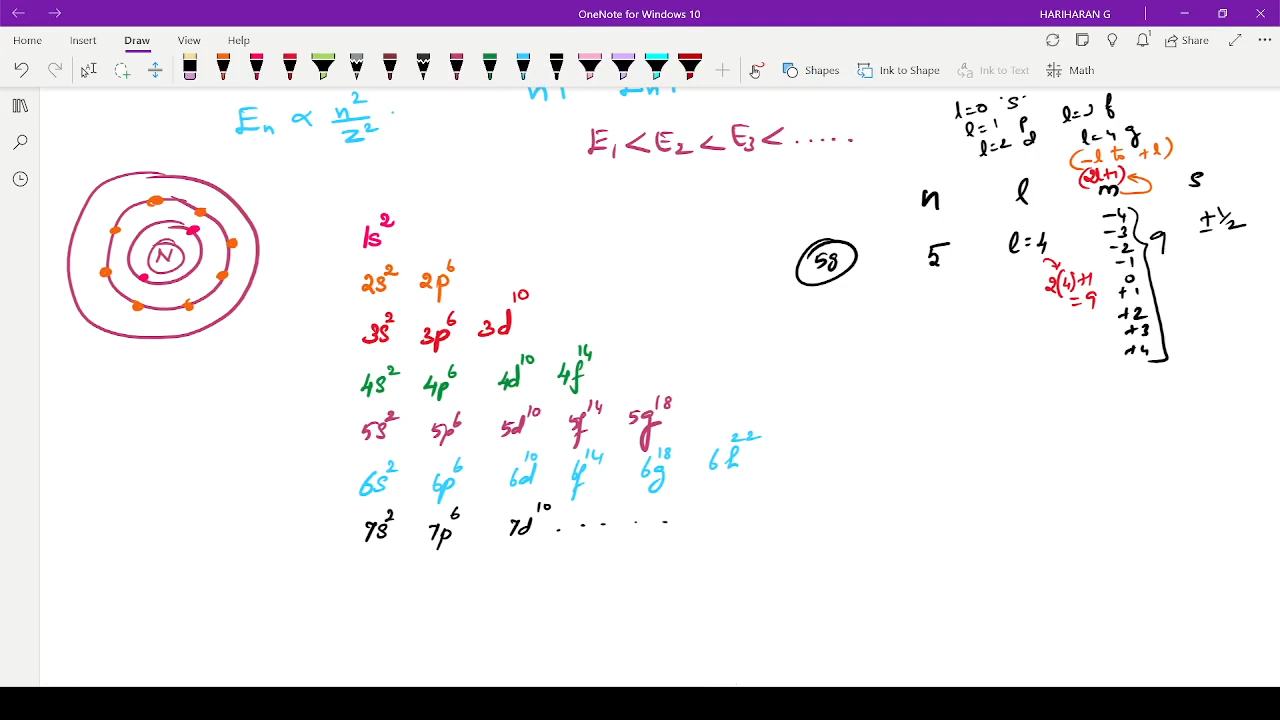 OneNote for Windows 10
HARIHARAN G
Home Insert Draw View Help
Share
Shapes Ink to Shape Ink to Text Math
Eₙ ∝ n²/Z²
E₁ < E₂ < E₃ < .....
l=0 's'
l=1 p
l=2 d
l=3 f
l=4 g
(-l to +l)
(2l+1)
n l m s
5g 5 l=4
-4
-3
-2
-1
0
+1
+2
+3
+4
9
±1/2
2(4)+1
=9
N
1s²
2s² 2p⁶
3s² 3p⁶ 3d¹⁰
4s² 4p⁶ 4d¹⁰ 4f¹⁴
5s² 5p⁶ 5d¹⁰ 5f¹⁴ 5g¹⁸
6s² 6p⁶ 6d¹⁰ 6f¹⁴ 6g¹⁸ 6h²²
7s² 7p⁶ 7d¹⁰ .....